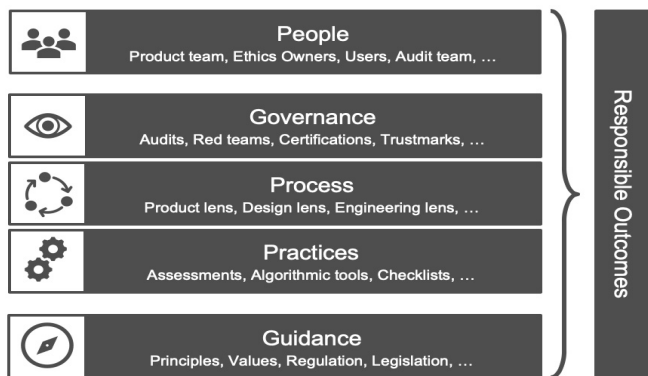 People
Product team, Ethics Owners, Users, Audit team, …
Governance
Audits, Red teams, Certifications, Trustmarks, …
Process
Product lens, Design lens, Engineering lens, …
Practices
Assessments, Algorithmic tools, Checklists, …
Guidance
Principles, Values, Regulation, Legislation, …
Responsible Outcomes